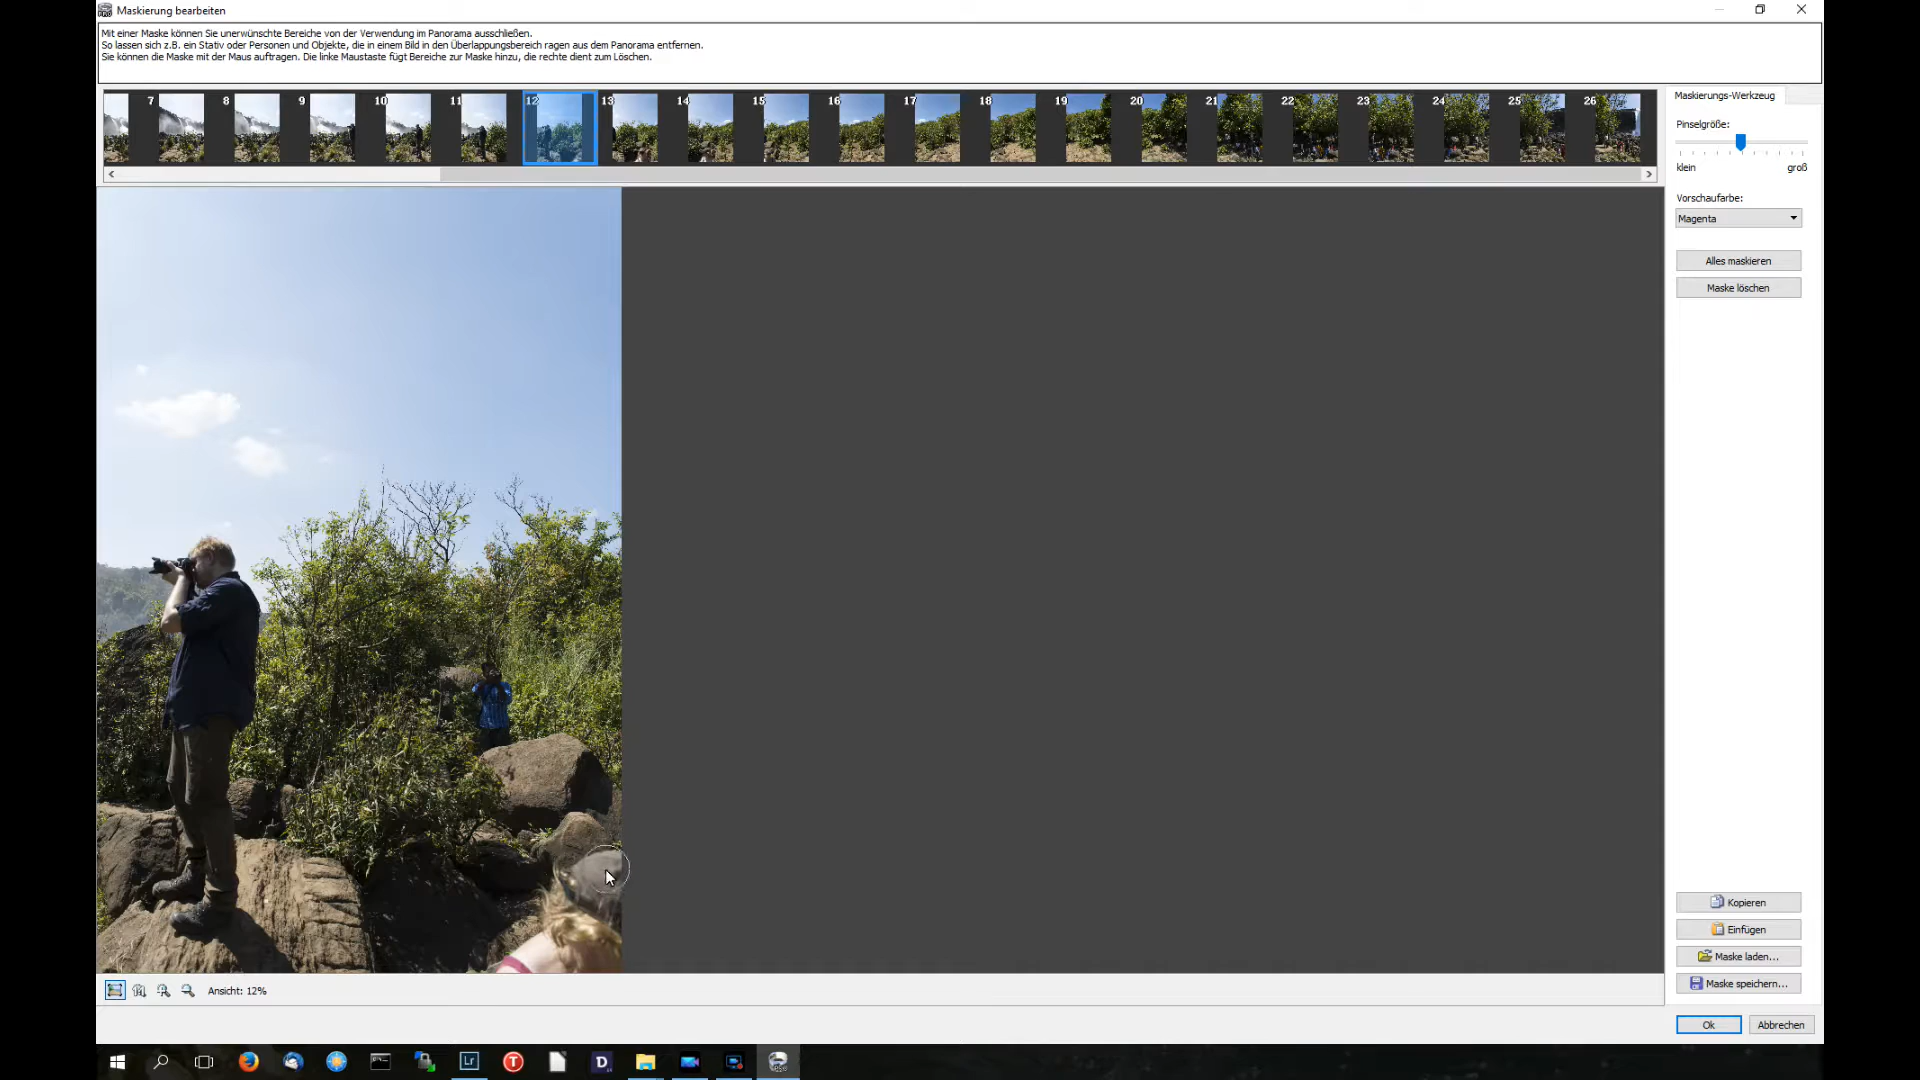 Maskierung bearbeiten
Mit einer Maske können Sie unerwünschte Bereiche von der Verwendung im Panorama ausschließen.
So lassen sich z.B. ein Stativ oder Personen und Objekte, die in einem Bild in den Überlappungsbereich ragen aus dem Panorama entfernen.
Sie können die Maske mit der Maus auftragen. Die linke Maustaste fügt Bereiche zur Maske hinzu, die rechte dient zum Löschen.
7 8 9 10 11 12 13 14 15 16 17 18 19 20 21 22 23 24 25 26
Maskierungs-Werkzeug
Pinselgröße:
klein groß
Vorschaufarbe:
Magenta
Alles maskieren
Maske löschen
Kopieren
Einfügen
Maske laden...
Maske speichern...
Ansicht: 12%
Ok Abbrechen
Lr T D